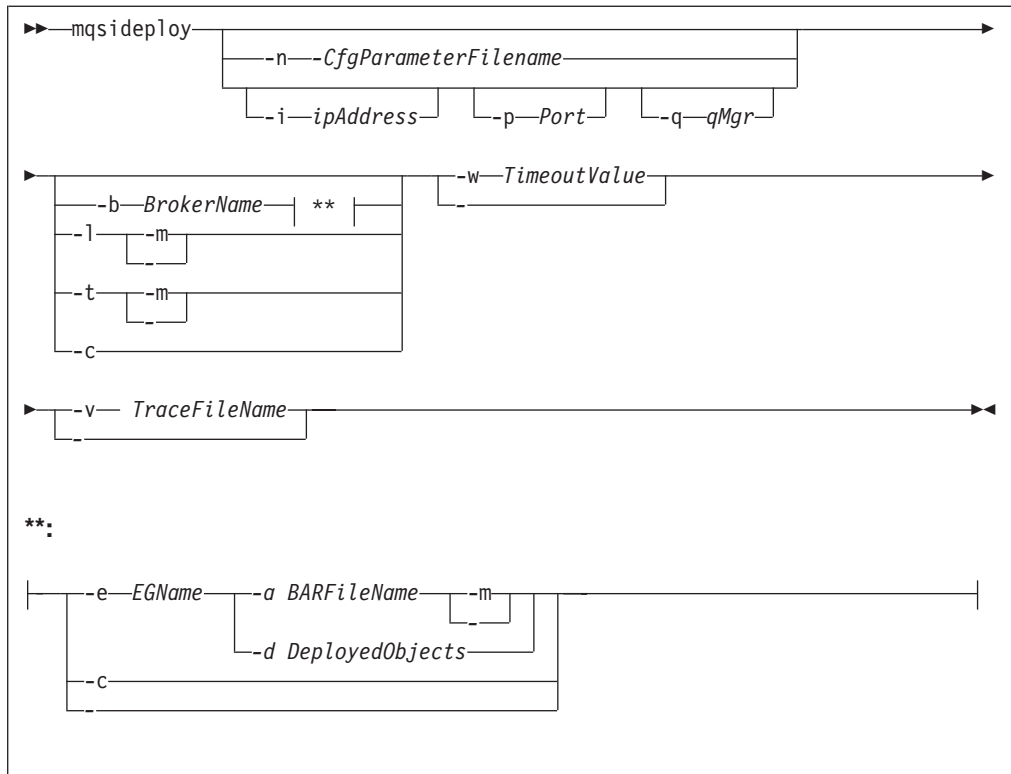 mqsideploy
-n -CfgParameterFilename
-i ipAddress -p Port -q qMgr
-b BrokerName ** -w TimeoutValue
-
-l -m
-
-t -m
-
-c
-v TraceFileName
-
**:
-e EGName -a BARFileName -m
-
-d DeployedObjects
-c
-